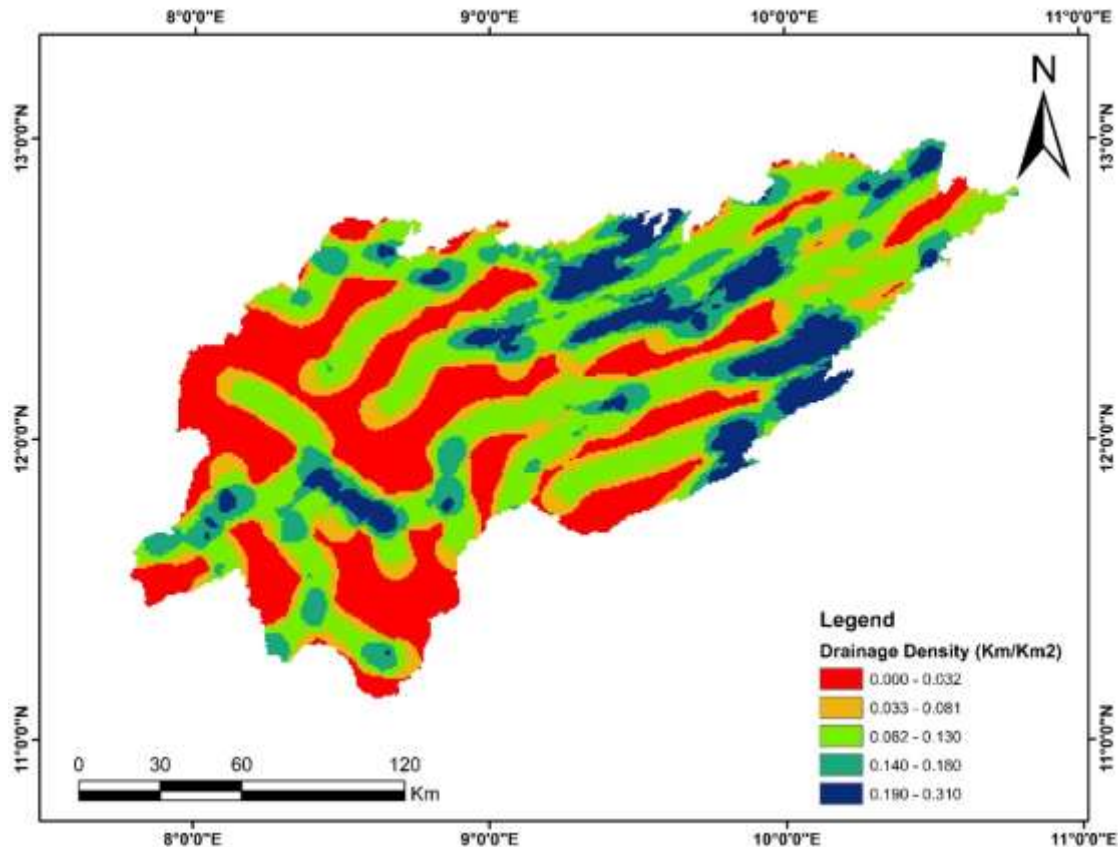 8°0'0"E 9°0'0"E 10°0'0"E 11°0'0"E
N
13°0'0"N 13°0'0"N
12°0'0"N 12°0'0"N
11°0'0"N 11°0'0"N
Legend
Drainage Density (Km/Km2)
0.000 - 0.032
0.033 - 0.081
0.082 - 0.130
0.140 - 0.180
0.190 - 0.310
0 30 60 120
Km
8°0'0"E 9°0'0"E 10°0'0"E 11°0'0"E